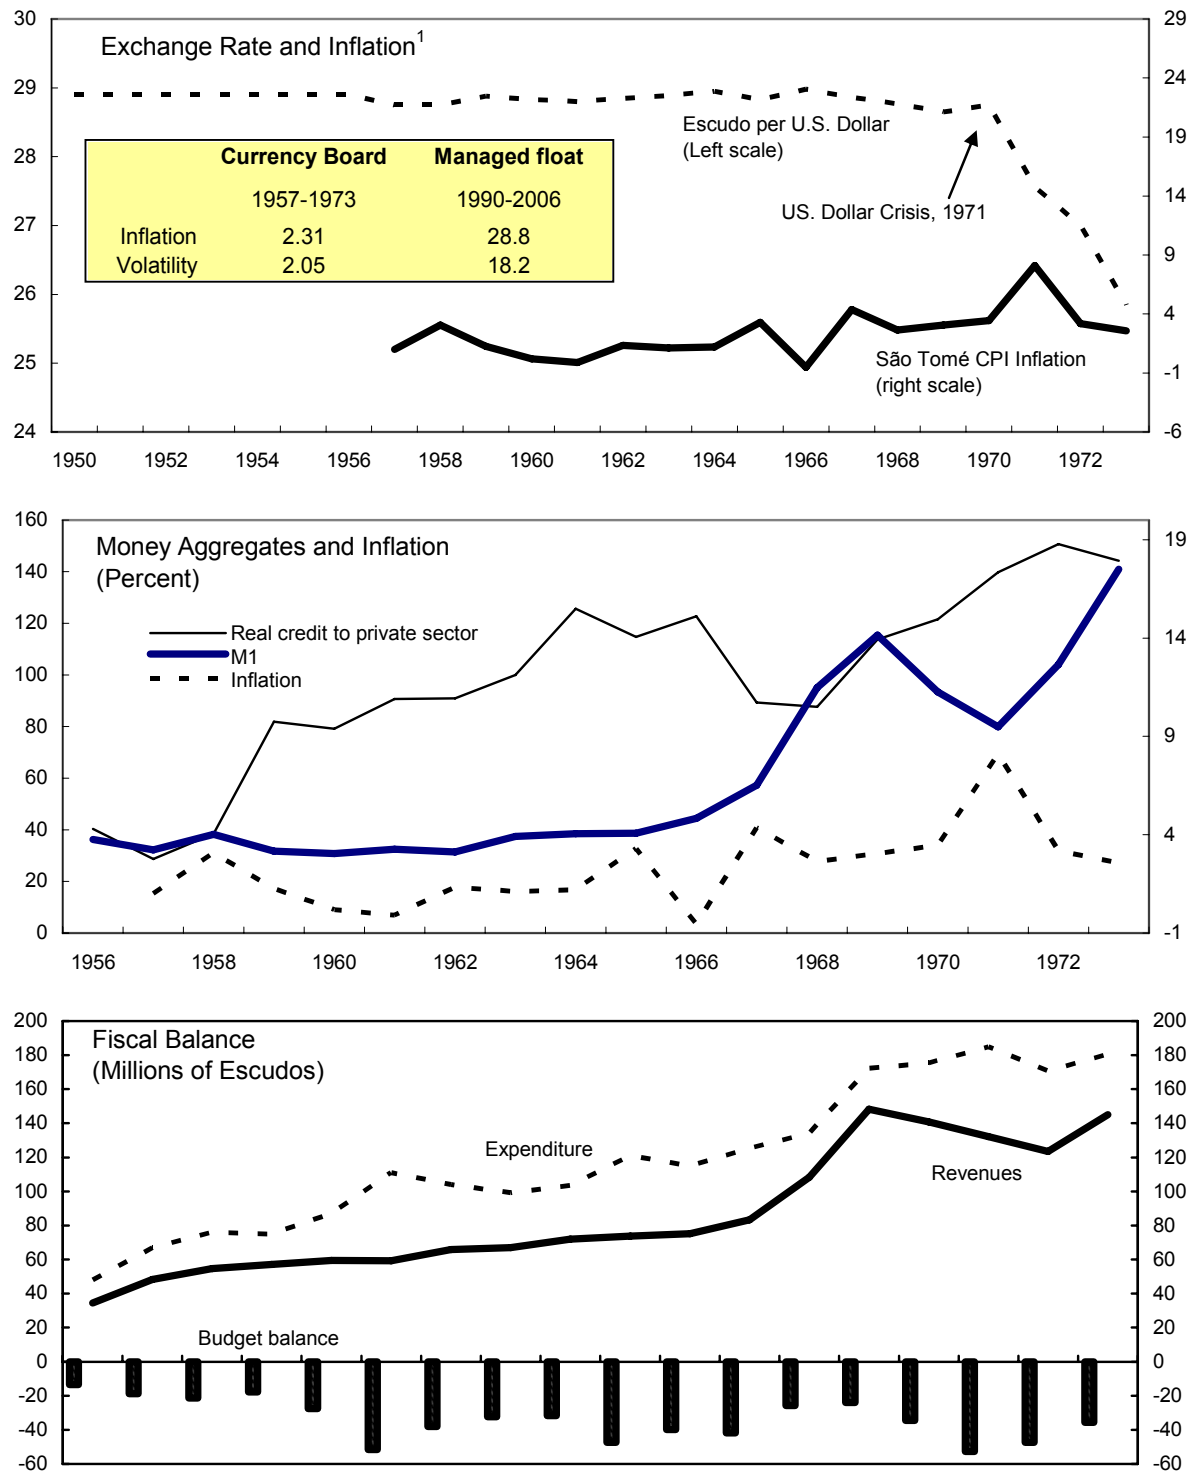 Exchange Rate and Inflation1
30
29
28
27
26
25
24
29
24
19
14
9
4
-1
-6
Escudo per U.S. Dollar
(Left scale)
Currency Board Managed float
1957-1973 1990-2006
Inflation 2.31 28.8
Volatility 2.05 18.2
US. Dollar Crisis, 1971
São Tomé CPI Inflation
(right scale)
1950 1952 1954 1956 1958 1960 1962 1964 1966 1968 1970 1972
Money Aggregates and Inflation
(Percent)
160
140
120
100
80
60
40
20
0
19
14
9
4
-1
Real credit to private sector
M1
Inflation
1956 1958 1960 1962 1964 1966 1968 1970 1972
Fiscal Balance
(Millions of Escudos)
200
180
160
140
120
100
80
60
40
20
0
-20
-40
-60
200
180
160
140
120
100
80
60
40
20
0
-20
-40
-60
Expenditure
Revenues
Budget balance